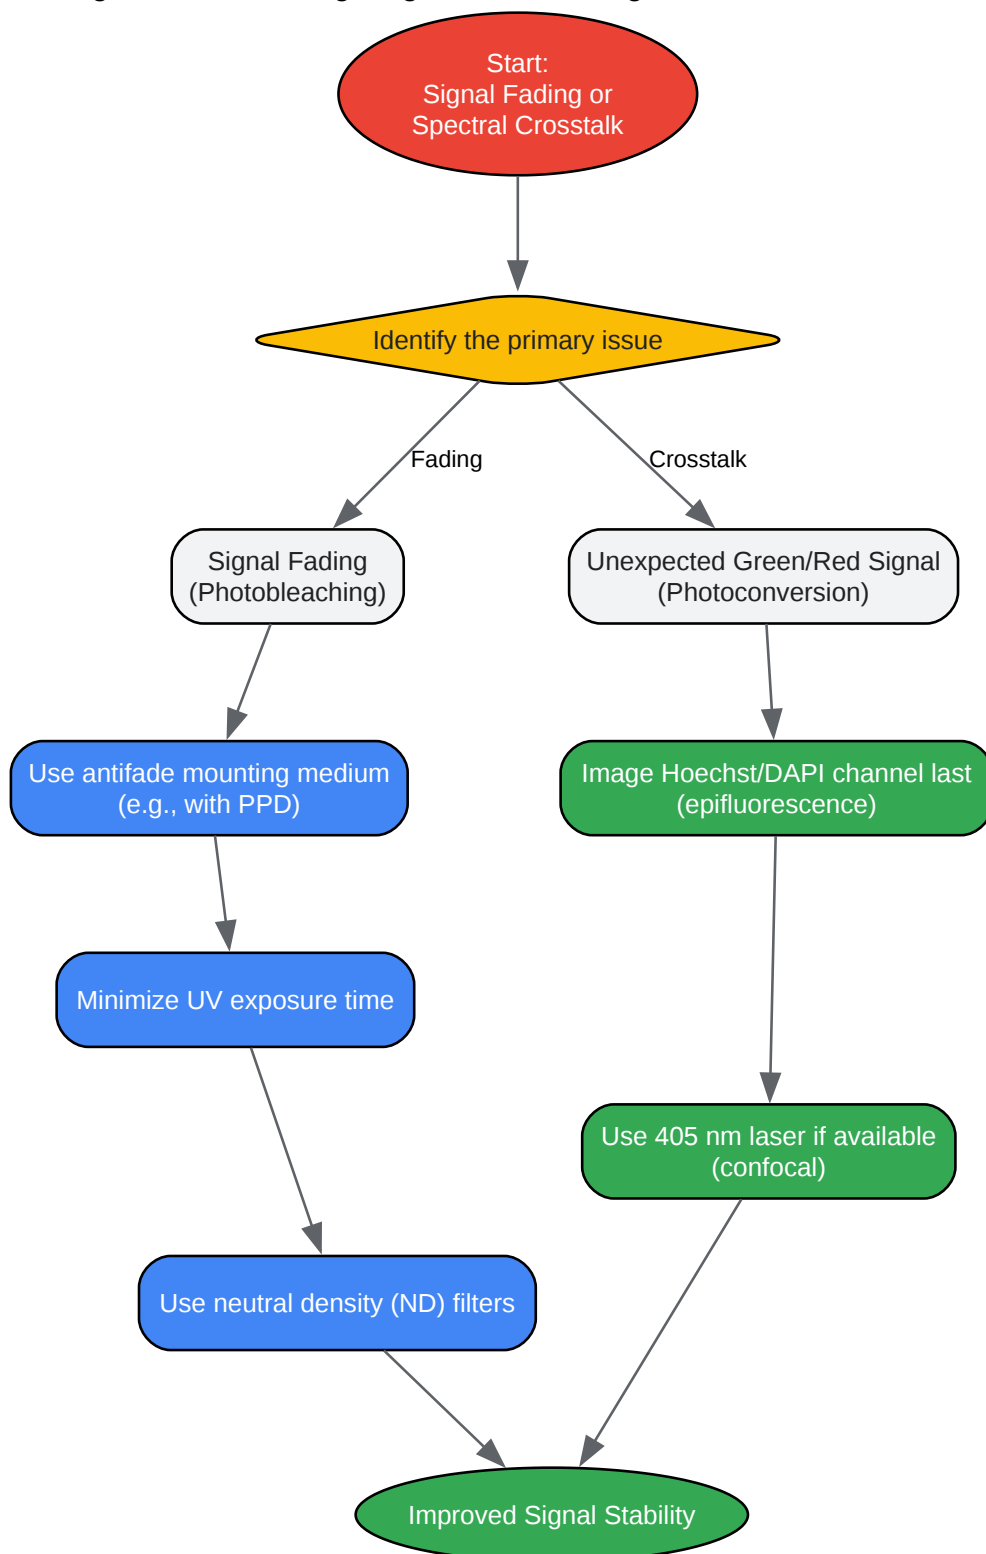 Start:
Signal Fading or
Spectral Crosstalk
Identify the primary issue
Fading
Crosstalk
Signal Fading
(Photobleaching)
Unexpected Green/Red Signal
(Photoconversion)
Use antifade mounting medium
(e.g., with PPD)
Image Hoechst/DAPI channel last
(epifluorescence)
Minimize UV exposure time
Use 405 nm laser if available
(confocal)
Use neutral density (ND) filters
Improved Signal Stability